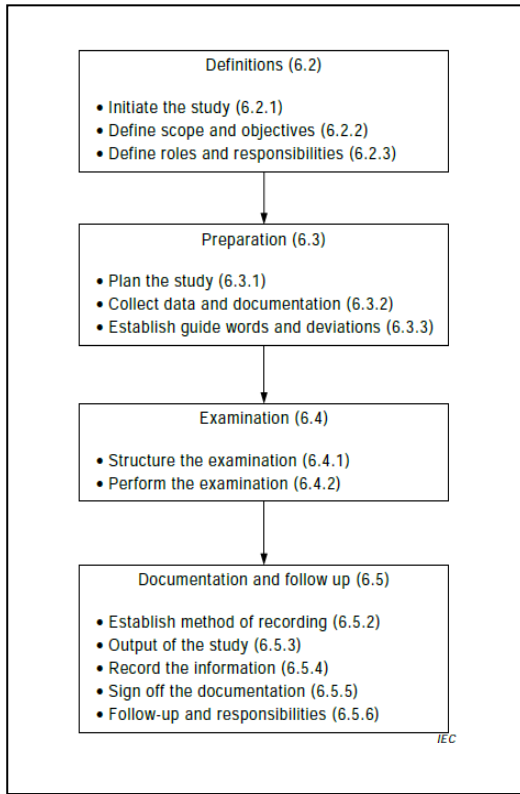 Definitions (6.2)
• Initiate the study (6.2.1)
• Define scope and objectives (6.2.2)
• Define roles and responsibilities (6.2.3)
Preparation (6.3)
• Plan the study (6.3.1)
• Collect data and documentation (6.3.2)
• Establish guide words and deviations (6.3.3)
Examination (6.4)
• Structure the examination (6.4.1)
• Perform the examination (6.4.2)
Documentation and follow up (6.5)
• Establish method of recording (6.5.2)
• Output of the study (6.5.3)
• Record the information (6.5.4)
• Sign off the documentation (6.5.5)
• Follow-up and responsibilities (6.5.6)
IEC